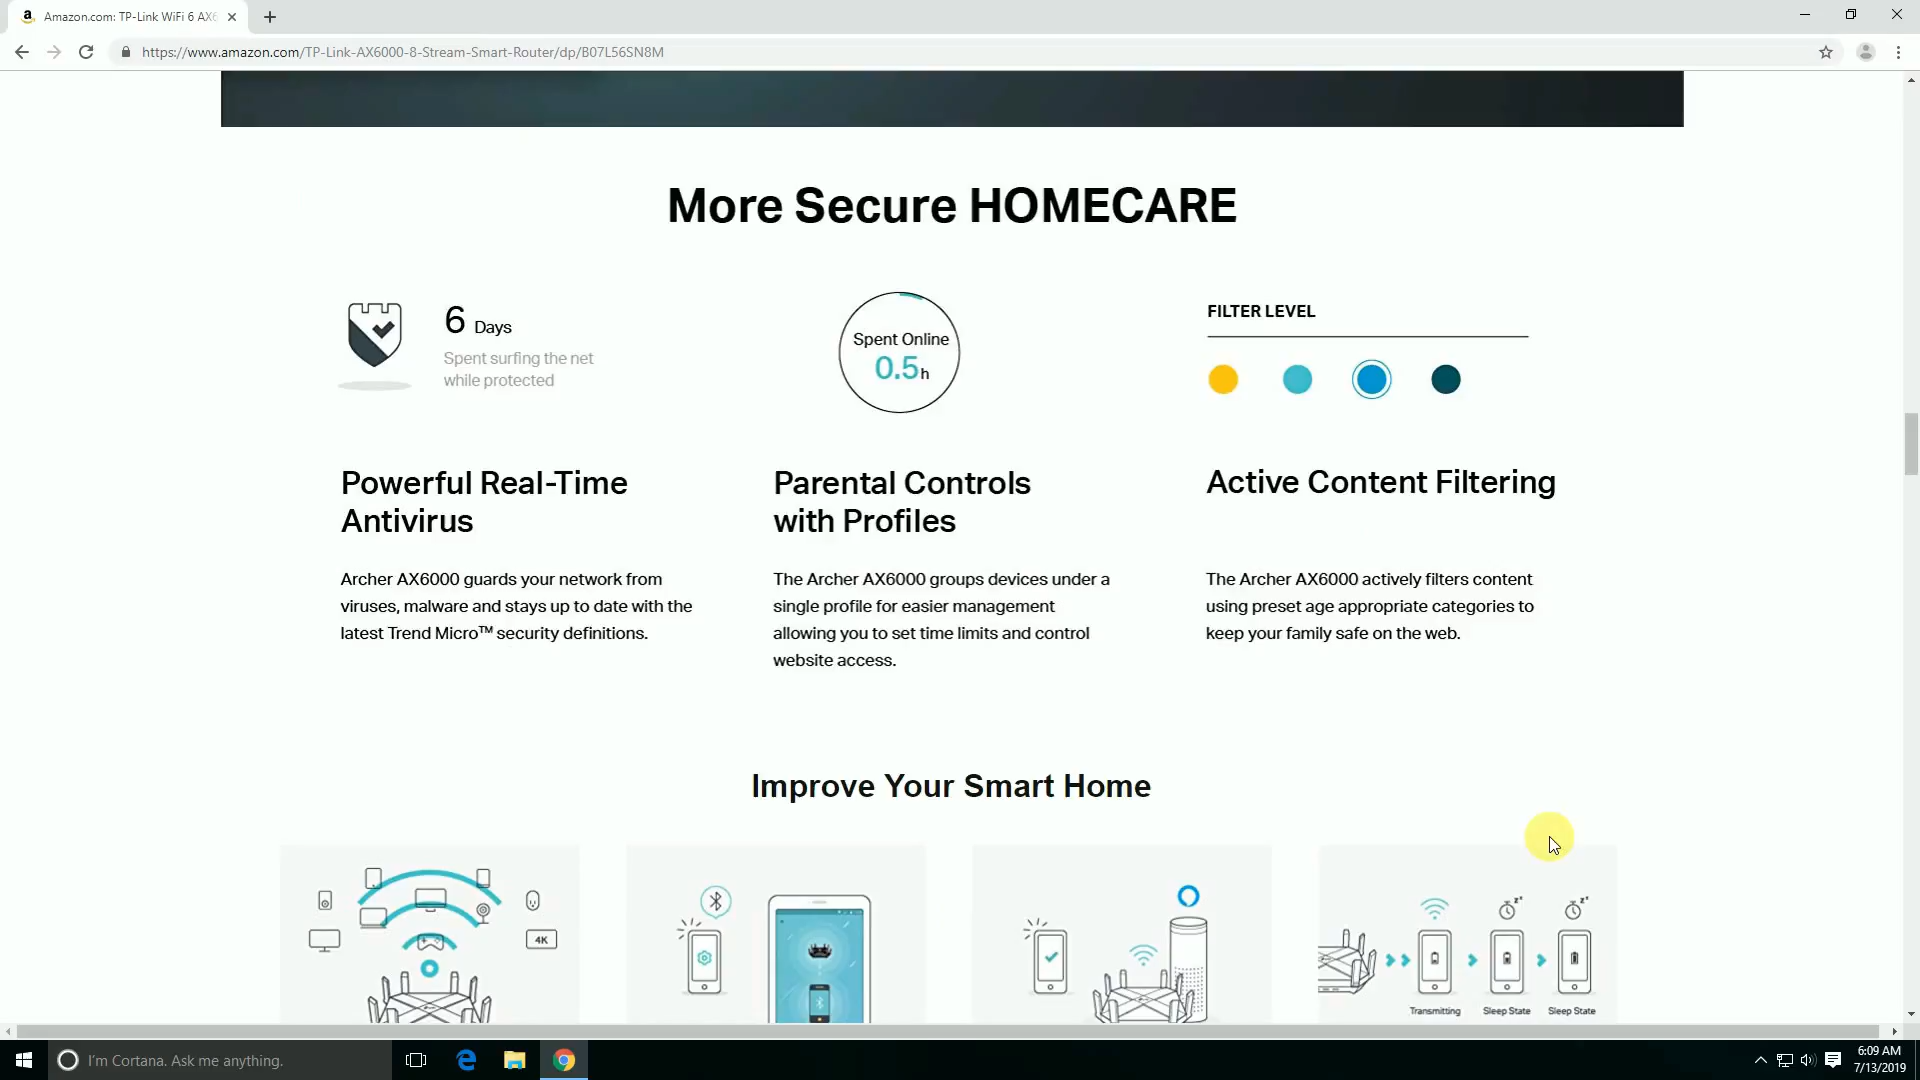 Amazon.com: TP-Link WiFi 6 AX6
https://www.amazon.com/TP-Link-AX6000-8-Stream-Smart-Router/dp/B07L56SN8M
More Secure HOMECARE
6 Days
Spent surfing the net
while protected
Spent Online
0.5h
FILTER LEVEL
Powerful Real-Time
Antivirus
Parental Controls
with Profiles
Active Content Filtering
Archer AX6000 guards your network from
viruses, malware and stays up to date with the
latest Trend Micro™ security definitions.
The Archer AX6000 groups devices under a
single profile for easier management
allowing you to set time limits and control
website access.
The Archer AX6000 actively filters content
using preset age appropriate categories to
keep your family safe on the web.
Improve Your Smart Home
4K
Transmitting
Sleep State
Sleep State
I'm Cortana. Ask me anything.
6:09 AM
7/13/2019